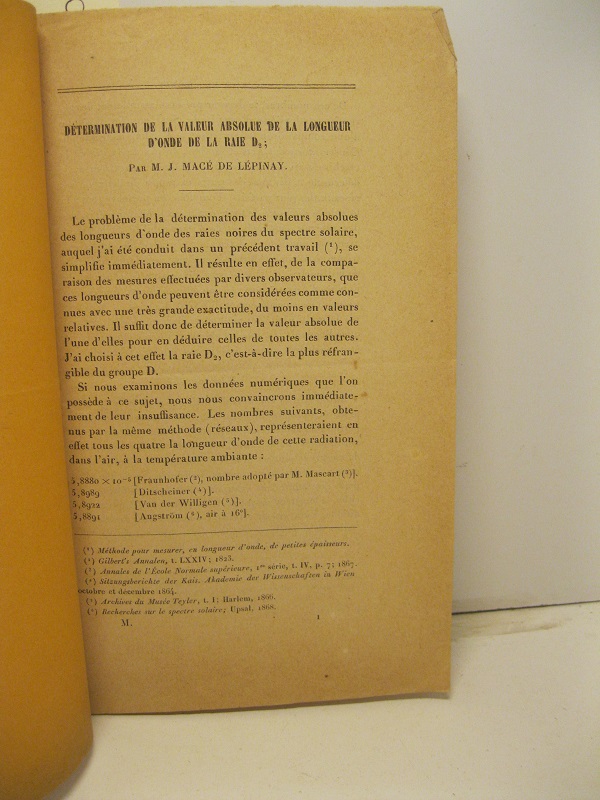 DÉTERMINATION DE LA VALEUR ABSOLUE DE LA LONGUEUR
D'ONDE DE LA RAIE D₂;
PAR M. J. MACÉ DE LÉPINAY.
Le problème de la détermination des valeurs absolues
des longueurs d'onde des raies noires du spectre solaire,
auquel j'ai été conduit dans un précédent travail (¹), se
simplifie immédiatement. Il résulte en effet, de la compa-
raison des mesures effectuées par divers observateurs, que
ces longueurs d'onde peuvent être considérées comme con-
nues avec une très grande exactitude, du moins en valeurs
relatives. Il suffit donc de déterminer la valeur absolue de
l'une d'elles pour en déduire celles de toutes les autres.
J'ai choisi à cet effet la raie D₂, c'est-à-dire la plus réfran-
gible du groupe D.
Si nous examinons les données numériques que l'on
possède à ce sujet, nous nous convaincrons immédiate-
ment de leur insuffisance. Les nombres suivants, obte-
nus par la même méthode (réseaux), représenteraient en
effet tous les quatre la longueur d'onde de cette radiation,
dans l'air, à la température ambiante :
5,8880 × 10⁻⁵ [Fraunhofer (²), nombre adopté par M. Mascart (³)].
5,8989 [Ditscheiner (⁴)].
5,8922 [Van der Willigen (⁵)].
5,8891 [Angström (⁶), air à 16°].
(¹) Méthode pour mesurer, en longueur d'onde, de petites épaisseurs.
(²) Gilbert's Annalen, t. LXXIV; 1823.
(³) Annales de l'École Normale supérieure, 1re série, t. IV, p. 7; 1867.
(⁴) Sitzungsberichte der Kais. Akademie der Wissenschaften in Wien
octobre et décembre 1864.
(⁵) Archives du Musée Teyler, t. I; Harlem, 1866.
(⁶) Recherches sur le spectre solaire; Upsal, 1868.
M. 1